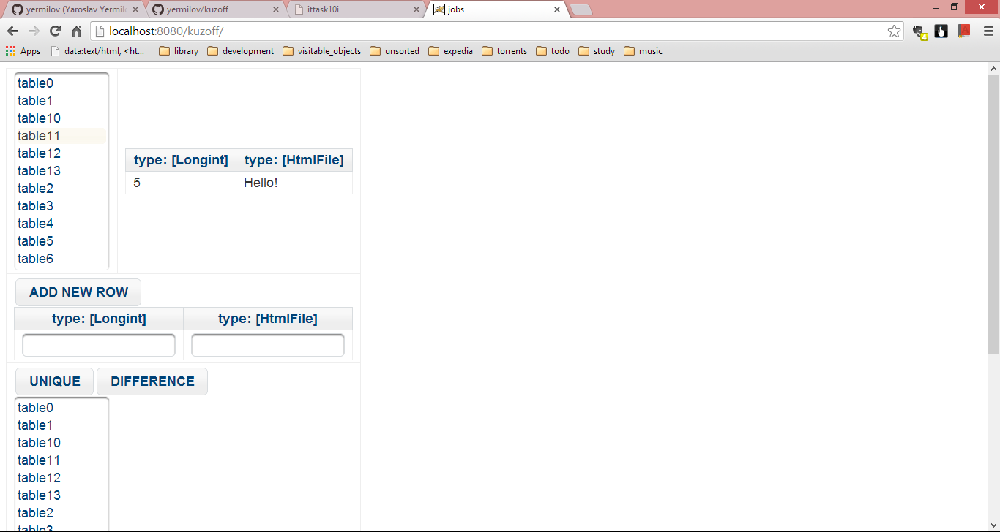 yermilov (Yaroslav Yermil
yermilov/kuzoff
ittask10i
jobs
localhost:8080/kuzoff/
Apps
data:text/html, <ht...
library
development
visitable_objects
unsorted
expedia
torrents
todo
study
music
table0
table1
table10
table11
table12
table13
table2
table3
table4
table5
table6
type: [Longint] type: [HtmlFile]
5 Hello!
ADD NEW ROW
type: [Longint] type: [HtmlFile]
UNIQUE DIFFERENCE
table0
table1
table10
table11
table12
table13
table2
table3